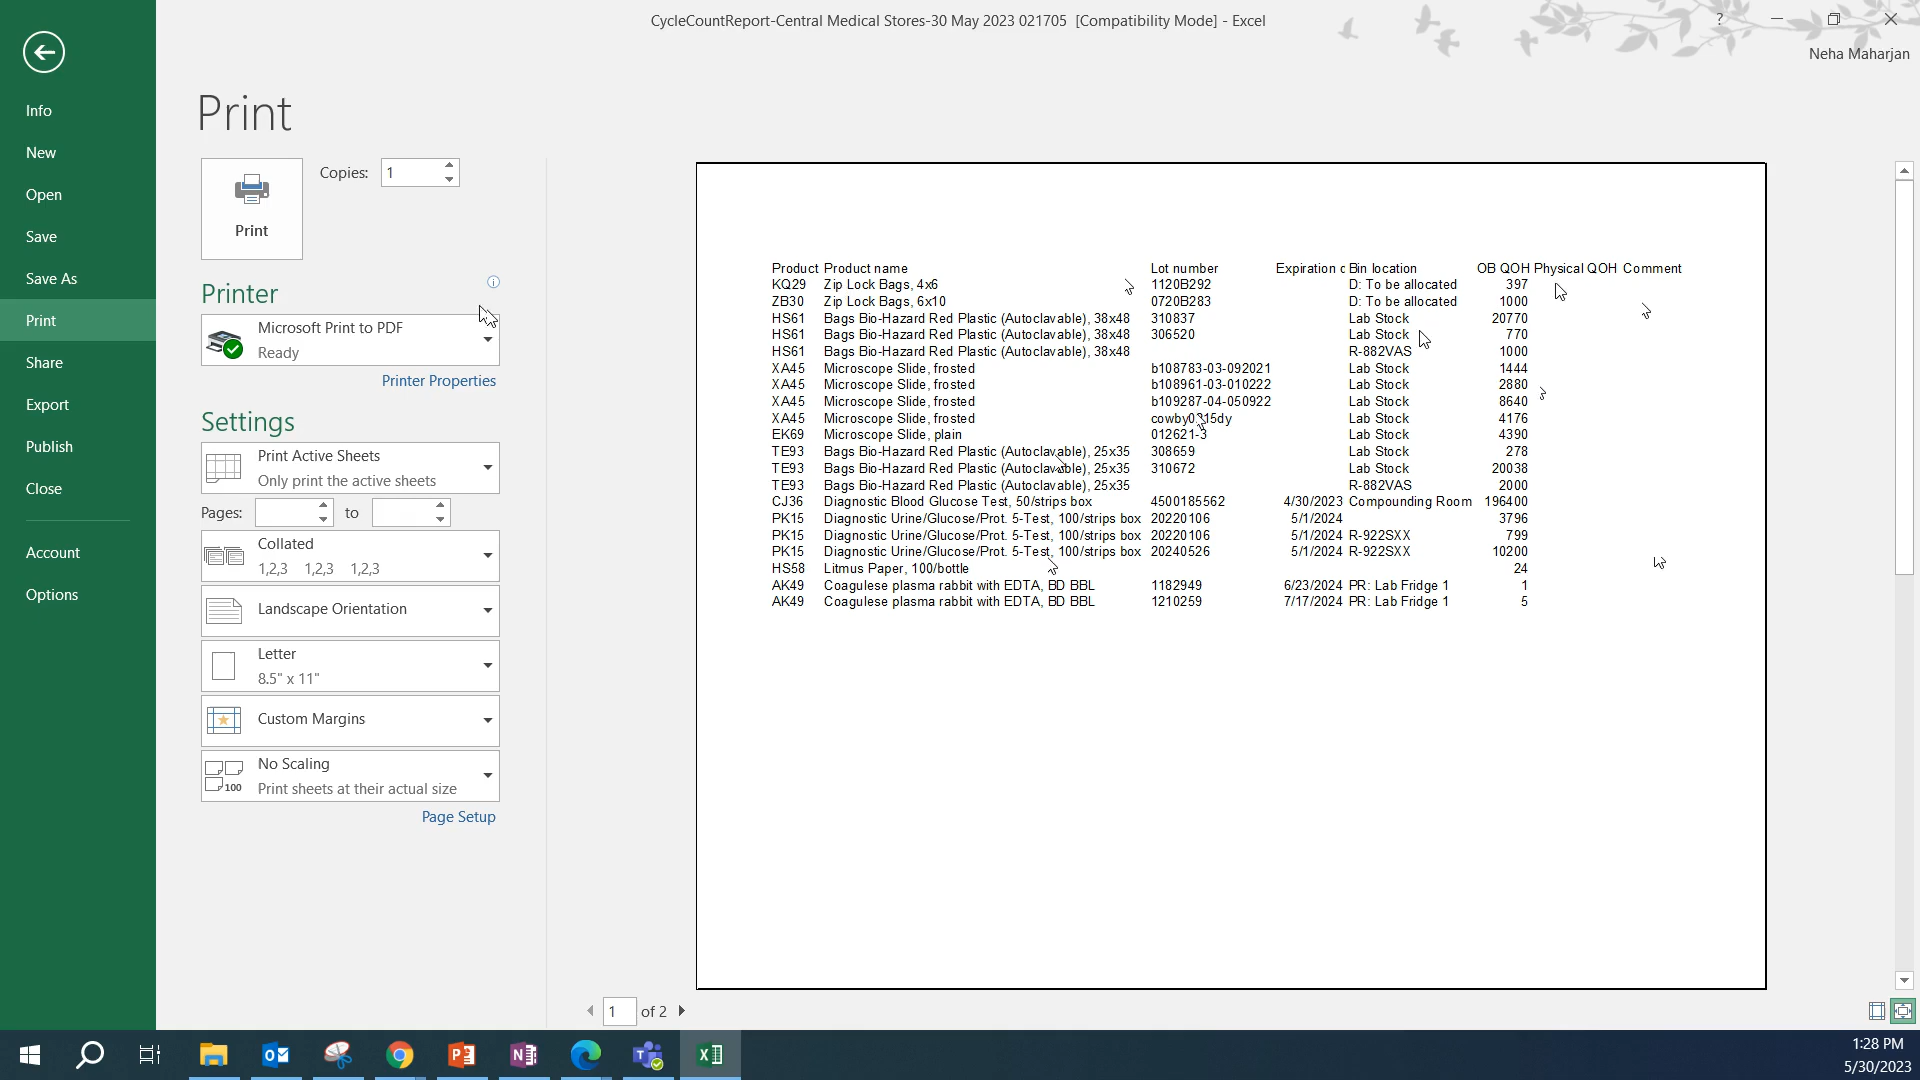 CycleCountReport-Central Medical Stores-30 May 2023 021705  [Compatibility Mode] - Excel
?
Neha Maharjan
Info
New
Open
Save
Save As
Print
Share
Export
Publish
Close
Account
Options
Print
Print
Copies: 1
Printer
Microsoft Print to PDF
Ready
Printer Properties
Settings
Print Active Sheets
Only print the active sheets
Pages: to
Collated
1,2,3 1,2,3 1,2,3
Landscape Orientation
Letter
8.5" x 11"
Custom Margins
No Scaling
100 Print sheets at their actual size
Page Setup
Product Product name Lot number Expiration c Bin location OB QOH Physical QOH Comment
KQ29 Zip Lock Bags, 4x6 1120B292 D: To be allocated 397
ZB30 Zip Lock Bags, 6x10 0720B283 D: To be allocated 1000
HS61 Bags Bio-Hazard Red Plastic (Autoclavable), 38x48 310837 Lab Stock 20770
HS61 Bags Bio-Hazard Red Plastic (Autoclavable), 38x48 306520 Lab Stock 770
HS61 Bags Bio-Hazard Red Plastic (Autoclavable), 38x48 R-882VAS 1000
XA45 Microscope Slide, frosted b108783-03-092021 Lab Stock 1444
XA45 Microscope Slide, frosted b108961-03-010222 Lab Stock 2880
XA45 Microscope Slide, frosted b109287-04-050922 Lab Stock 8640
XA45 Microscope Slide, frosted Lab Stock 4176
EK69 Microscope Slide, plain 012621-3 Lab Stock 4390
TE93 Bags Bio-Hazard Red Plastic (Autoclavable), 25x35 308659 Lab Stock 278
TE93 Bags Bio-Hazard Red Plastic (Autoclavable), 25x35 310672 Lab Stock 20038
TE93 Bags Bio-Hazard Red Plastic (Autoclavable), 25x35 R-882VAS 2000
CJ36 Diagnostic Blood Glucose Test, 50/strips box 4500185562 4/30/2023 Compounding Room 196400
PK15 Diagnostic Urine/Glucose/Prot. 5-Test, 100/strips box 20220106 5/1/2024 3796
PK15 Diagnostic Urine/Glucose/Prot. 5-Test, 100/strips box 20220106 5/1/2024 R-922SXX 799
PK15 Diagnostic Urine/Glucose/Prot. 5-Test, 100/strips box 20240526 5/1/2024 R-922SXX 10200
HS58 Litmus Paper, 100/bottle 24
AK49 Coagulese plasma rabbit with EDTA, BD BBL 1182949 6/23/2024 PR: Lab Fridge 1 1
AK49 Coagulese plasma rabbit with EDTA, BD BBL 1210259 7/17/2024 PR: Lab Fridge 1 5
1 of 2
1:28 PM
5/30/2023